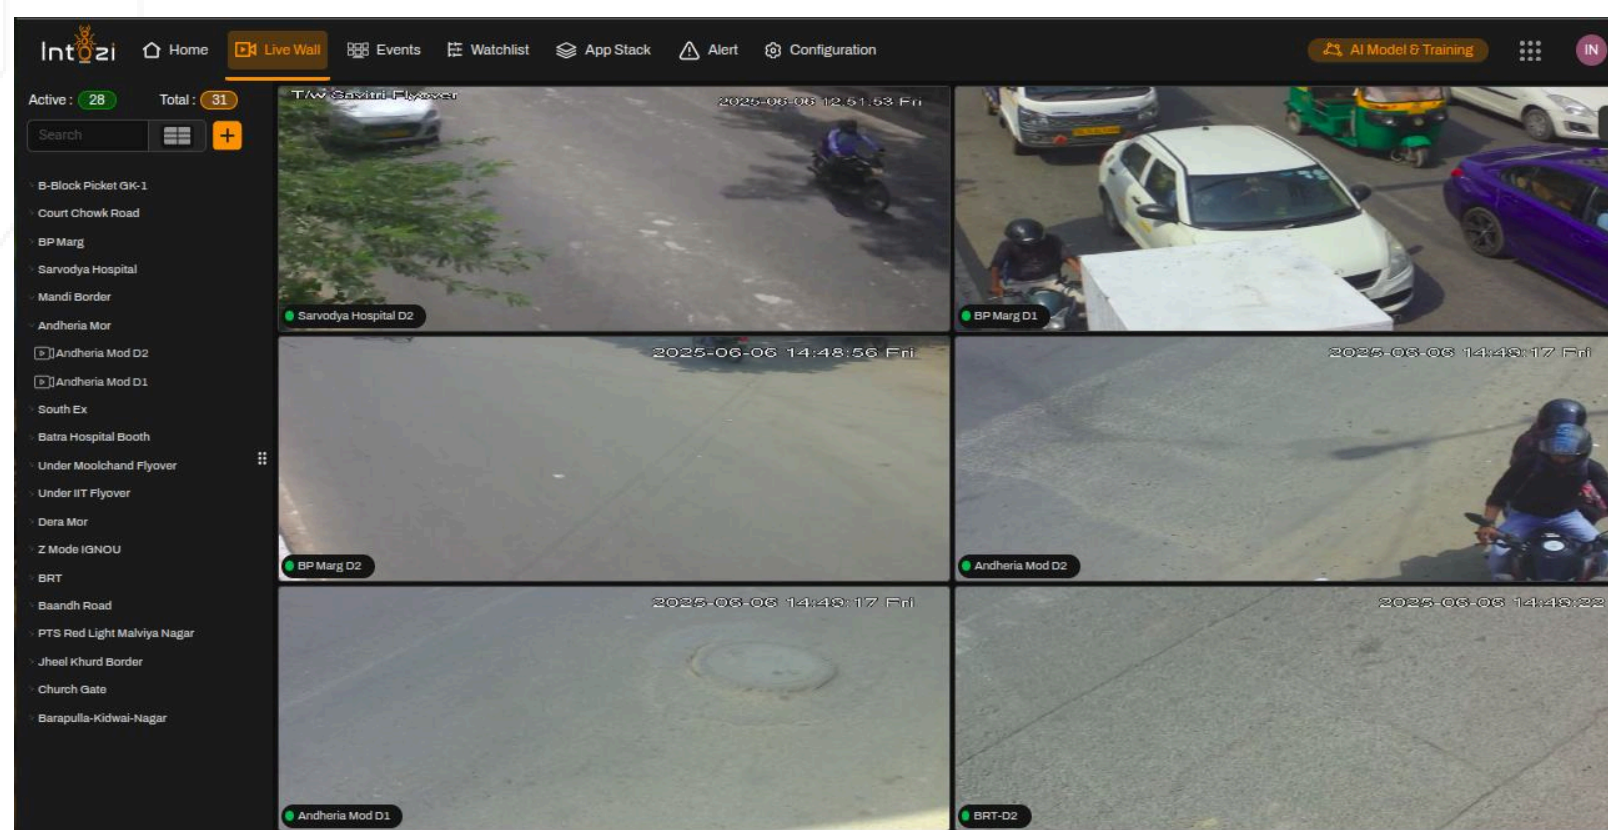 Intozi
Home
Live Wall
Events
Watchlist
App Stack
Alert
Configuration
AI Model & Training
IN
Active : 28
Total : 31
Search
+
B-Block Picket GK-1
Court Chowk Road
BP Marg
Sarvodya Hospital
Mandi Border
Andheria Mor
Andheria Mod D2
Andheria Mod D1
South Ex
Batra Hospital Booth
Under Moolchand Flyover
Under IIT Flyover
Dera Mor
Z Mode IGNOU
BRT
Baandh Road
PTS Red Light Malviya Nagar
Jheel Khurd Border
Church Gate
Barapulla-Kidwai-Nagar
T/W Savitri Flyover
2025-06-06 12:51:53 Fri
Sarvodya Hospital D2
BP Marg D1
2025-06-06 14:48:56 Fri
BP Marg D2
2025-06-06 14:49:17 Fri
Andheria Mod D2
2025-06-06 14:49:17 Fri
Andheria Mod D1
2025-06-06 14:49:22
BRT-D2